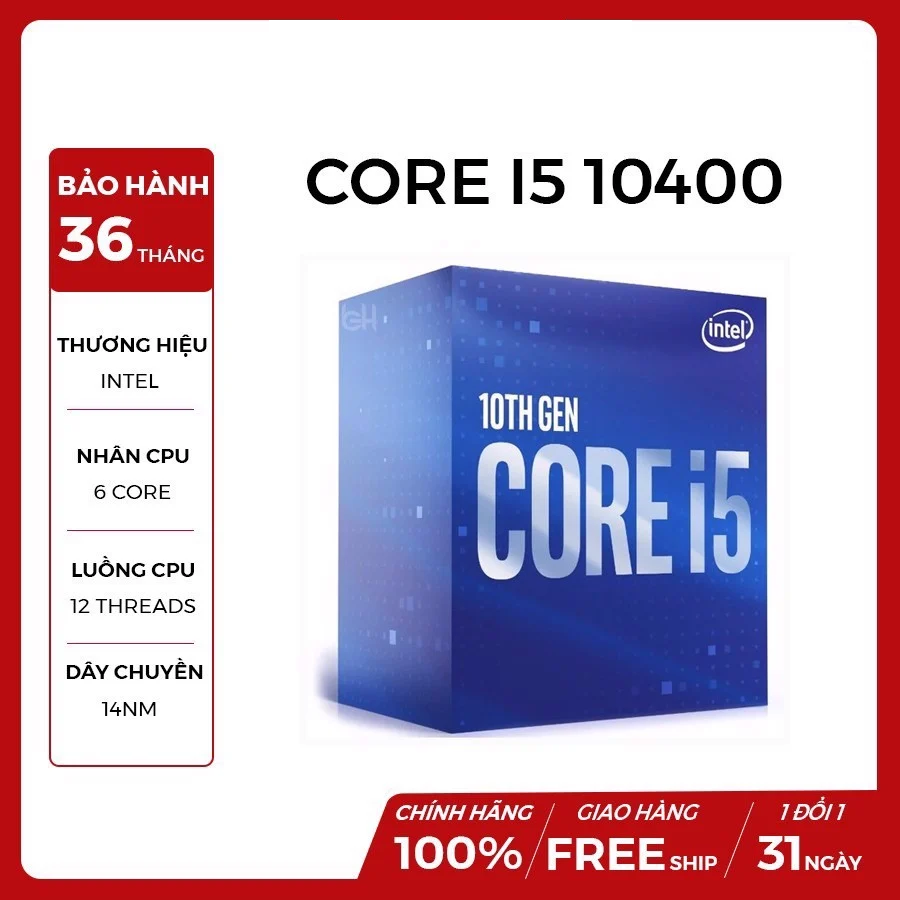 CORE I5 10400
BẢO HÀNH
36 THÁNG
THƯƠNG HIỆU
INTEL
NHÂN CPU
6 CORE
LUỒNG CPU
12 THREADS
DÂY CHUYỀN
14NM
intel
10TH GEN
CORE i5
CHÍNH HÃNG
100%
GIAO HÀNG
FREE SHIP
1 ĐỔI 1
31 NGÀY